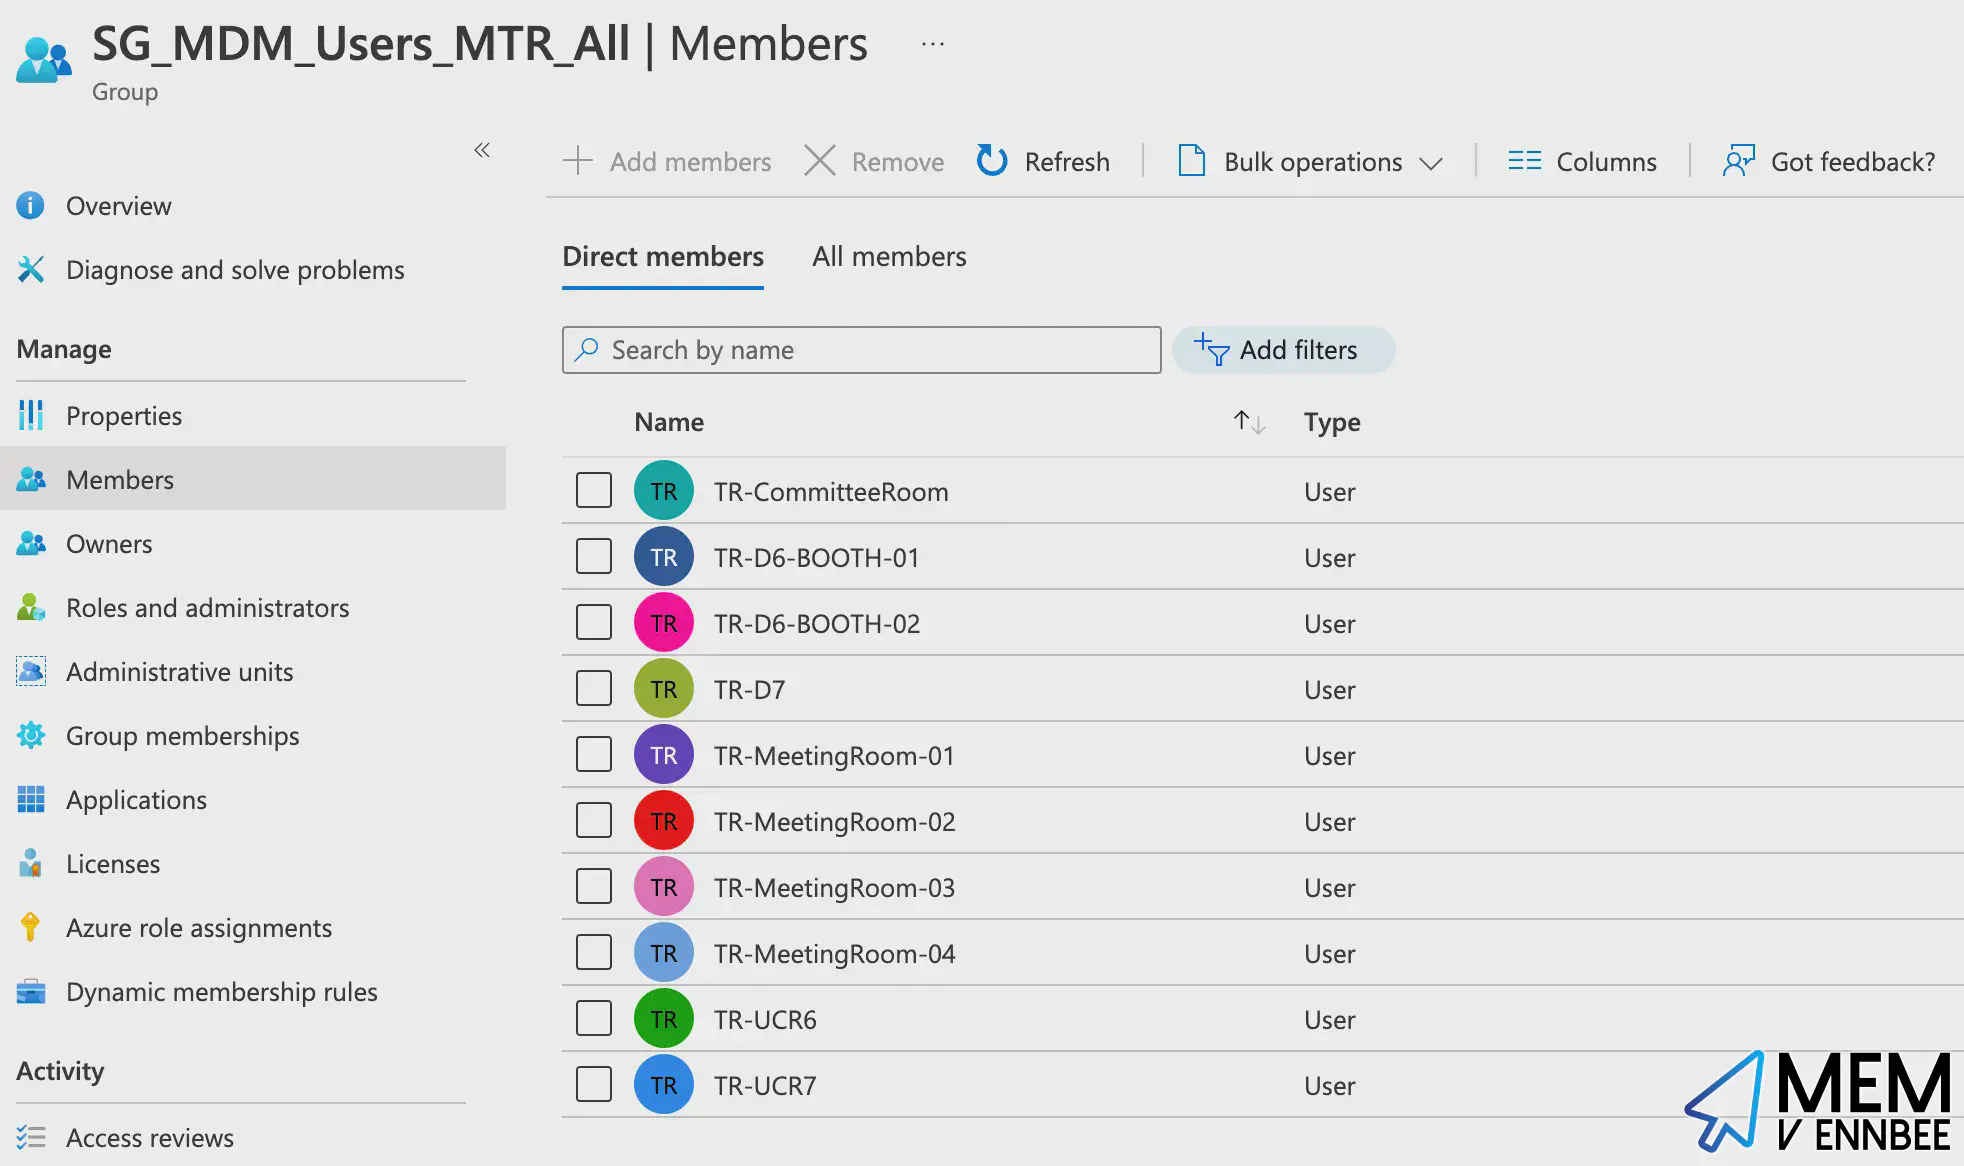 SG_MDM_Users_MTR_All | Members ...
Group
«
Add members Remove Refresh Bulk operations Columns Got feedback?
Overview
Diagnose and solve problems
Manage
Properties
Members
Owners
Roles and administrators
Administrative units
Group memberships
Applications
Licenses
Azure role assignments
Dynamic membership rules
Activity
Access reviews
Direct members All members
Search by name Add filters
Name Type
TR TR-CommitteeRoom User
TR TR-D6-BOOTH-01 User
TR TR-D6-BOOTH-02 User
TR TR-D7 User
TR TR-MeetingRoom-01 User
TR TR-MeetingRoom-02 User
TR TR-MeetingRoom-03 User
TR TR-MeetingRoom-04 User
TR TR-UCR6 User
TR TR-UCR7 User
MEM
V ENNBEE